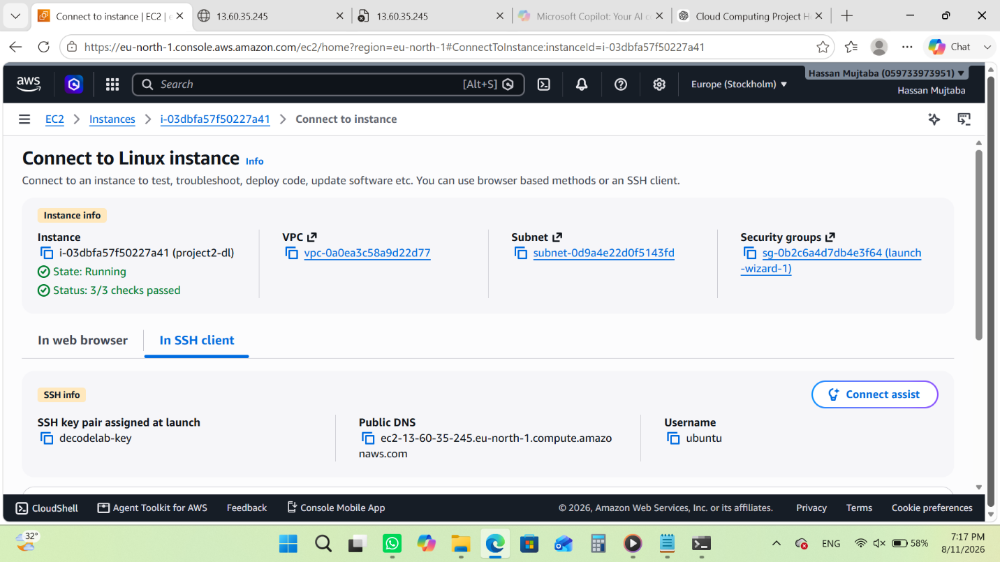 Connect to instance | EC2 | e
13.60.35.245
13.60.35.245
Microsoft Copilot: Your AI c
Cloud Computing Project H
https://eu-north-1.console.aws.amazon.com/ec2/home?region=eu-north-1#ConnectToInstance:instanceId=i-03dbfa57f50227a41
Chat
aws
Search
[Alt+S]
Europe (Stockholm)
Hassan Mujtaba (059733973951)
Hassan Mujtaba
EC2
Instances
i-03dbfa57f50227a41
Connect to instance
Connect to Linux instance Info
Connect to an instance to test, troubleshoot, deploy code, update software etc. You can use browser based methods or an SSH client.
Instance info
Instance
i-03dbfa57f50227a41 (project2-dl)
State: Running
Status: 3/3 checks passed
VPC
vpc-0a0ea3c58a9d22d77
Subnet
subnet-0d9a4e22d0f5143fd
Security groups
sg-0b2c6a4d7db4e3f64 (launch
-wizard-1)
In web browser
In SSH client
SSH info
Connect assist
SSH key pair assigned at launch
decodelab-key
Public DNS
ec2-13-60-35-245.eu-north-1.compute.amazo
naws.com
Username
ubuntu
CloudShell
Agent Toolkit for AWS
Feedback
Console Mobile App
© 2026, Amazon Web Services, Inc. or its affiliates.
Privacy
Terms
Cookie preferences
32°
ENG
58%
7:17 PM
8/11/2026